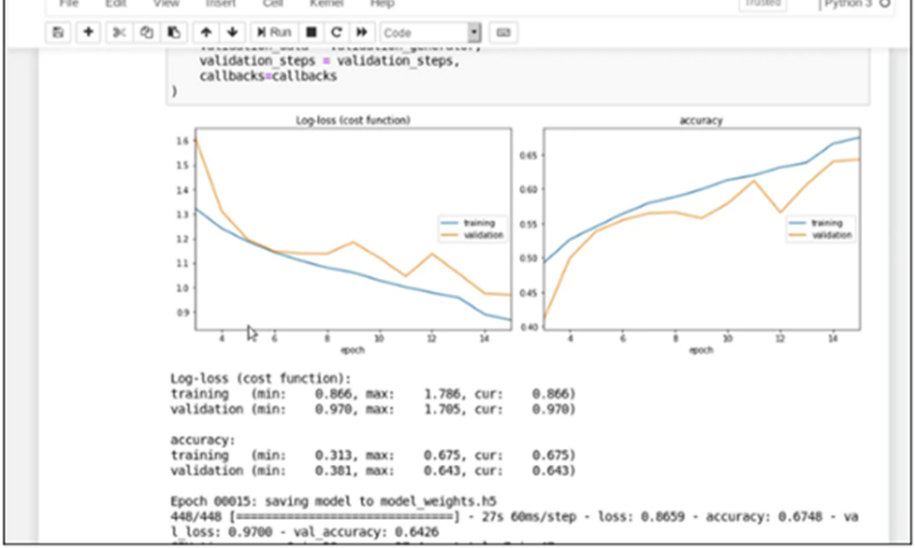 File Edit View Insert Cell Kernel Help
Trusted Python 3
Run Code
validation_data = validation_generator,
validation_steps = validation_steps,
callbacks=callbacks
)
Log-loss (cost function)
1.6
1.5
1.4
1.3
1.2
1.1
1.0
0.9
training
validation
4 6 8 10 12 14
epoch
accuracy
0.65
0.60
0.55
0.50
0.45
0.40
training
validation
4 6 8 10 12 14
epoch
Log-loss (cost function):
training (min: 0.866, max: 1.786, cur: 0.866)
validation (min: 0.970, max: 1.705, cur: 0.970)
accuracy:
training (min: 0.313, max: 0.675, cur: 0.675)
validation (min: 0.381, max: 0.643, cur: 0.643)
Epoch 00015: saving model to model_weights.h5
448/448 [==============================] - 27s 60ms/step - loss: 0.8659 - accuracy: 0.6748 - va
l_loss: 0.9700 - val_accuracy: 0.6426